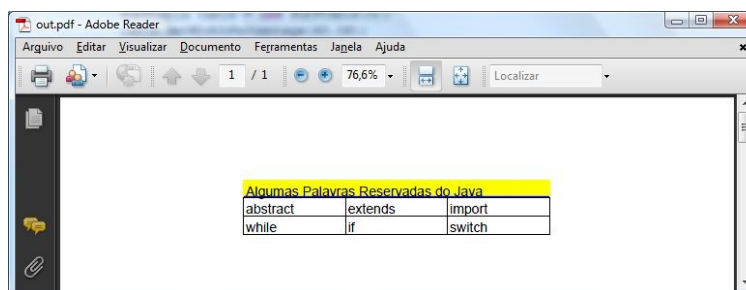 out.pdf - Adobe Reader
Arquivo Editar Visualizar Documento Ferramentas Janela Ajuda
1 / 1 76,6% Localizar
Algumas Palavras Reservadas do Java
abstract extends import
while if switch